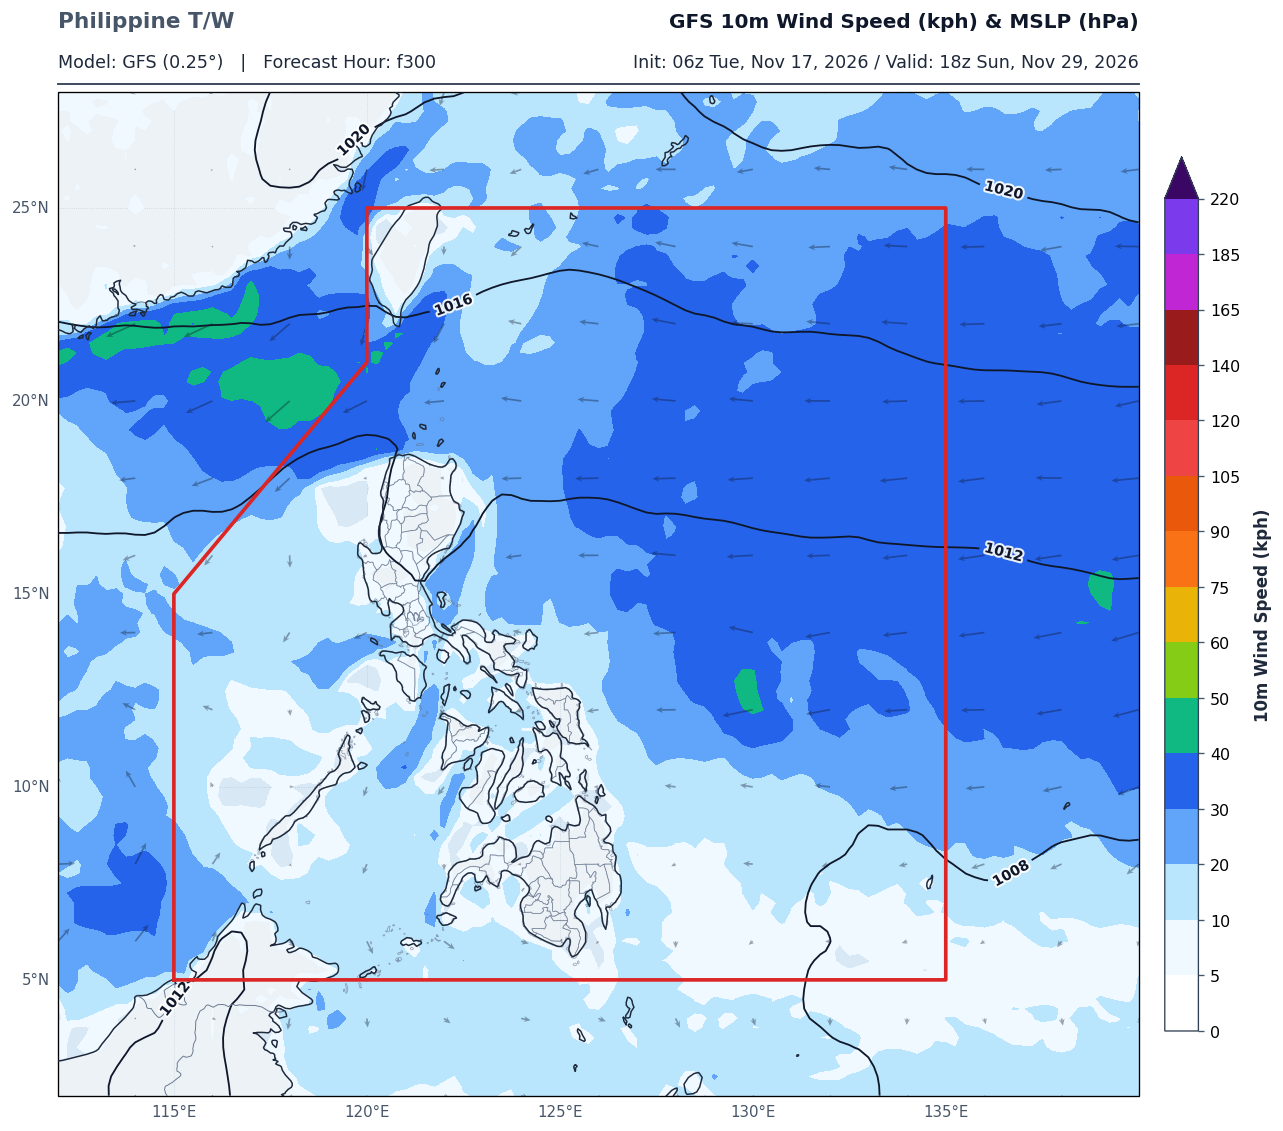 Philippine T/W
GFS 10m Wind Speed (kph) & MSLP (hPa)
Model: GFS (0.25°) | Forecast Hour: f300
Init: 06z Tue, Nov 17, 2026 / Valid: 18z Sun, Nov 29, 2026
1020
1020
1016
1012
1008
1012
25°N
20°N
15°N
10°N
5°N
115°E
120°E
125°E
130°E
135°E
220
185
165
140
120
105
90
75
60
50
40
30
20
10
5
0
10m Wind Speed (kph)